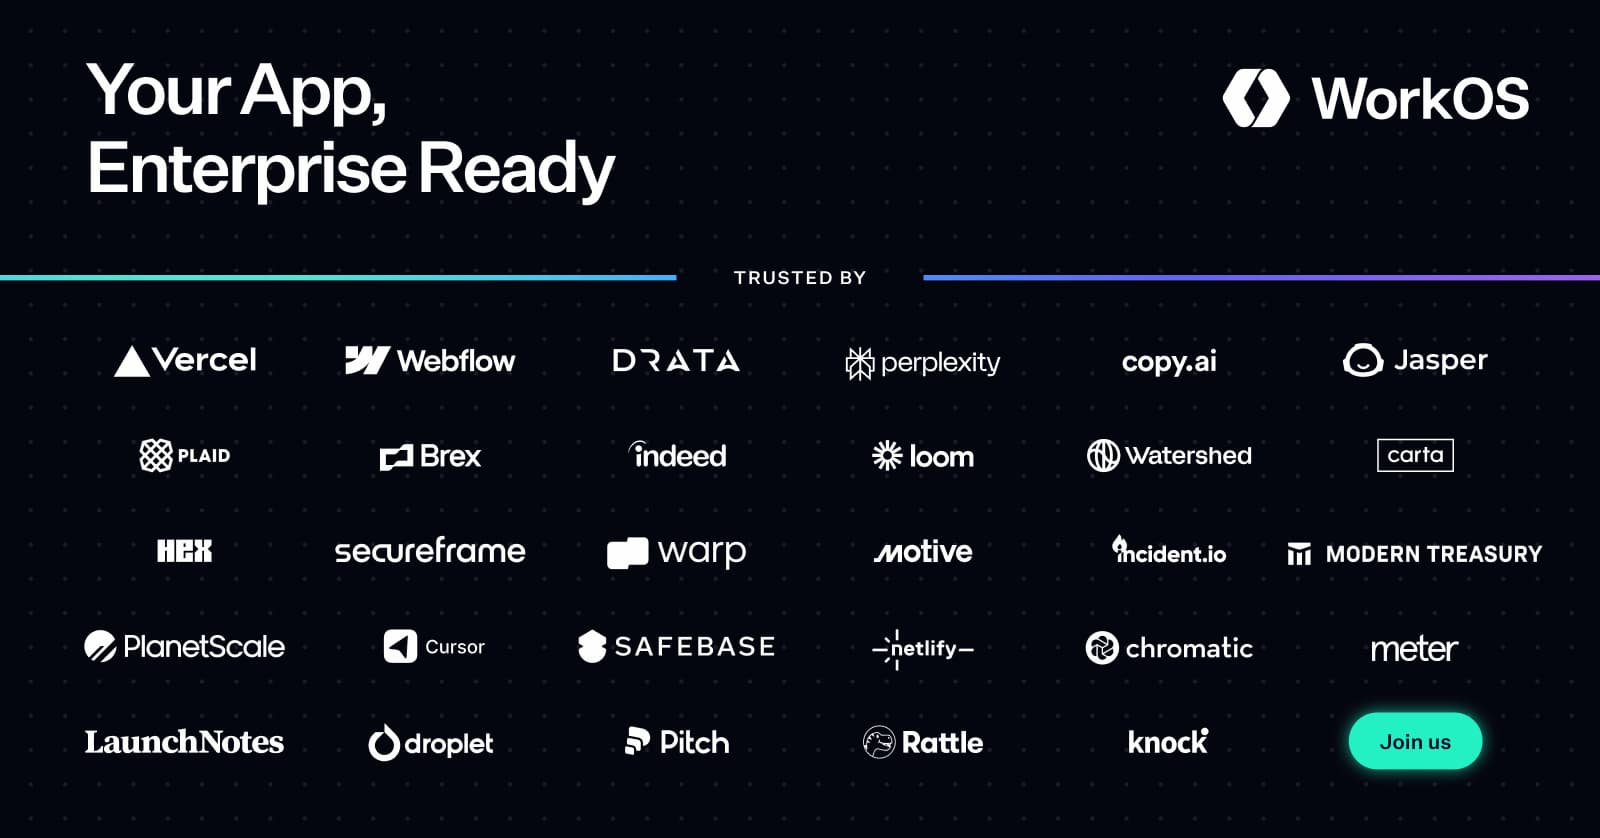 Your App,
Enterprise Ready
WorkOS
TRUSTED BY
Vercel
Webflow
DRATA
perplexity
copy.ai
Jasper
PLAID
Brex
indeed
loom
Watershed
carta
HEX
secureframe
warp
motive
incident.io
MODERN TREASURY
PlanetScale
Cursor
SAFEBASE
netlify
chromatic
meter
LaunchNotes
droplet
Pitch
Rattle
knock
Join us